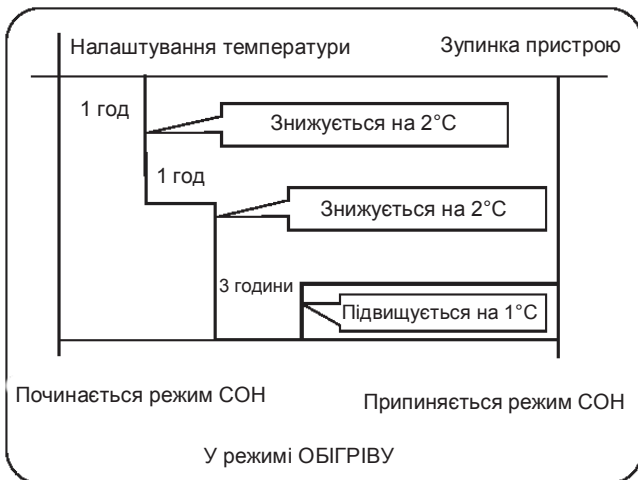 Налаштування температури
Зупинка пристрою
1 год
Знижується на 2°C
1 год
Знижується на 2°C
3 години
Підвищується на 1°C
Починається режим СОН
Припиняється режим СОН
У режимі ОБІГРІВУ